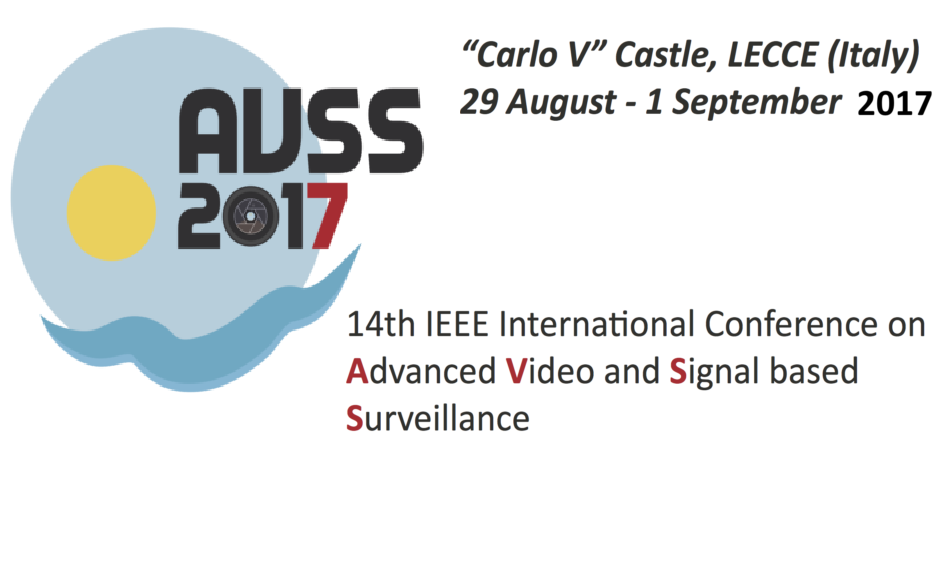 “Carlo V” Castle, LECCE (Italy)
29 August - 1 September 2017
AVSS
2017
14th IEEE International Conference on
Advanced Video and Signal based
Surveillance